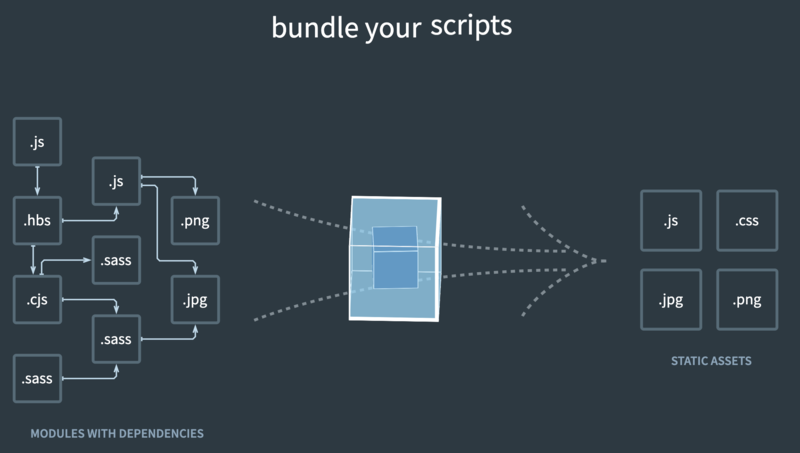 bundle your scripts
.js
.js
.hbs
.png
.sass
.cjs
.jpg
.sass
.sass
MODULES WITH DEPENDENCIES
.js
.css
.jpg
.png
STATIC ASSETS